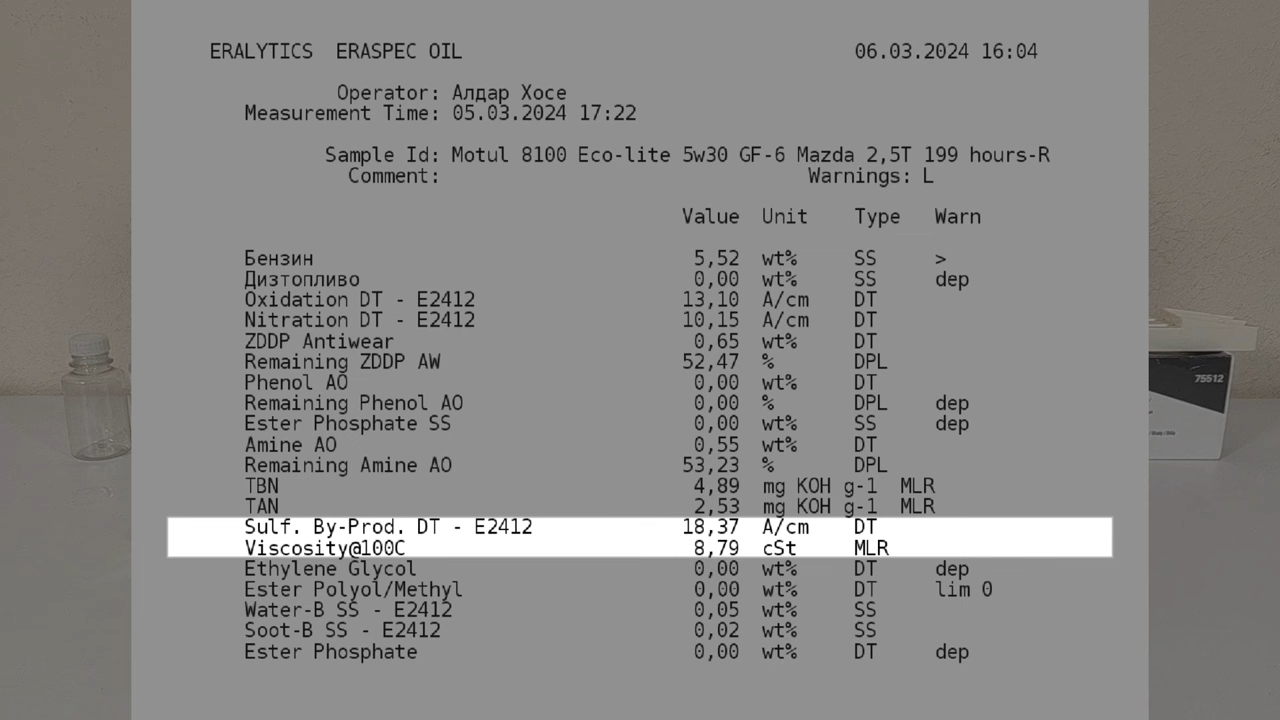 ERALYTICS ERASPEC OIL 06.03.2024 16:04
Operator: Алдар Хосе
Measurement Time: 05.03.2024 17:22
Sample Id: Motul 8100 Eco-lite 5w30 GF-6 Mazda 2,5T 199 hours-R
Comment: Warnings: L
Value Unit Type Warn
Бензин 5,52 wt% SS >
Дизтопливо 0,00 wt% SS dep
Oxidation DT - E2412 13,10 A/cm DT
Nitration DT - E2412 10,15 A/cm DT
ZDDP Antiwear 0,65 wt% DT
Remaining ZDDP AW 52,47 % DPL
Phenol AO 0,00 wt% DT
Remaining Phenol AO 0,00 % DPL dep
Ester Phosphate SS 0,00 wt% SS dep
Amine AO 0,55 wt% DT
Remaining Amine AO 53,23 % DPL
TBN 4,89 mg KOH g-1 MLR
TAN 2,53 mg KOH g-1 MLR
Sulf. By-Prod. DT - E2412 18,37 A/cm DT
Viscosity@100C 8,79 cSt MLR
Ethylene Glycol 0,00 wt% DT dep
Ester Polyol/Methyl 0,00 wt% DT lim 0
Water-B SS - E2412 0,05 wt% SS
Soot-B SS - E2412 0,02 wt% SS
Ester Phosphate 0,00 wt% DT dep
75512